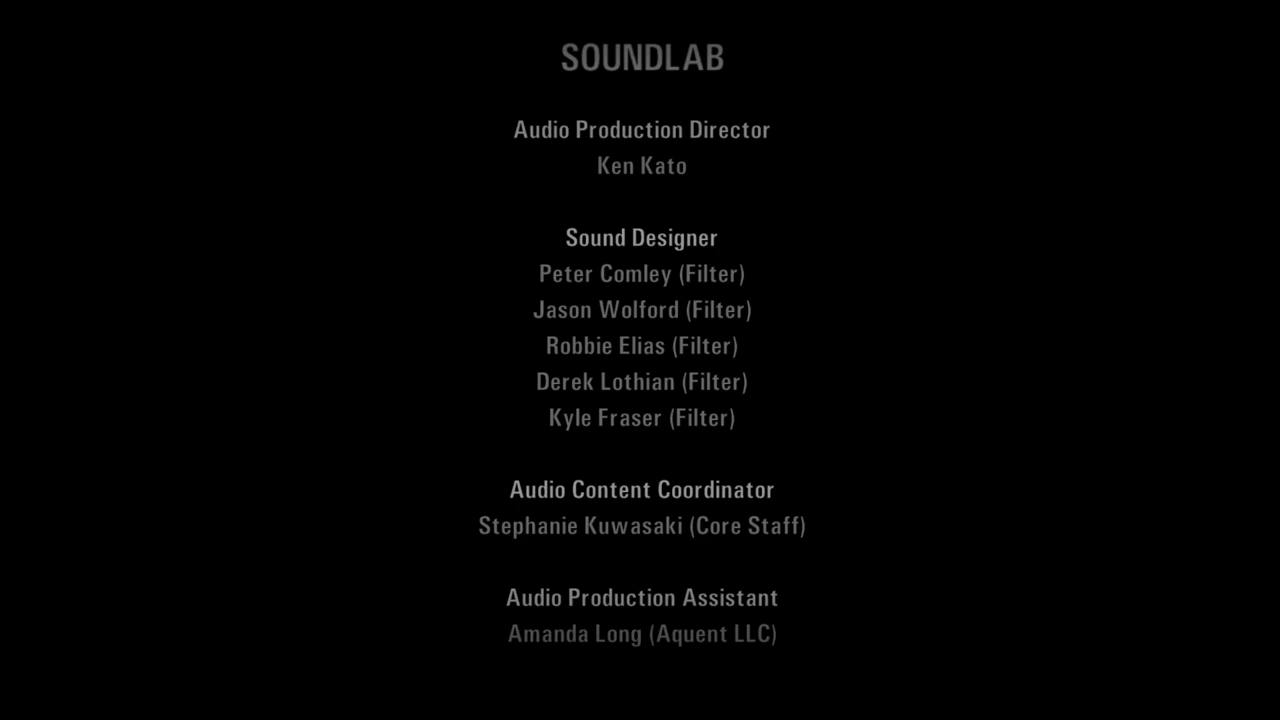 SOUNDLAB
Audio Production Director
Ken Kato
Sound Designer
Peter Comley (Filter)
Jason Wolford (Filter)
Robbie Elias (Filter)
Derek Lothian (Filter)
Kyle Fraser (Filter)
Audio Content Coordinator
Stephanie Kuwasaki (Core Staff)
Audio Production Assistant
Amanda Long (Aquent LLC)